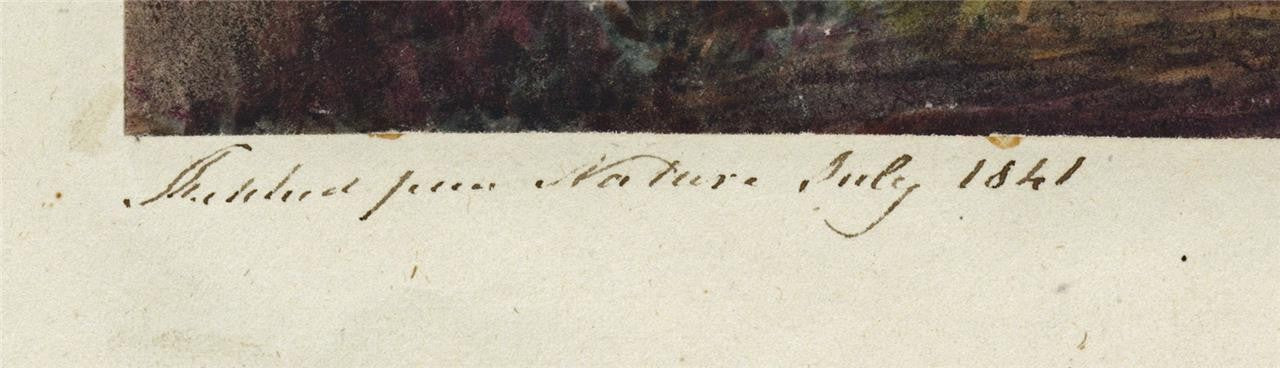 Sketched from Nature July 1841